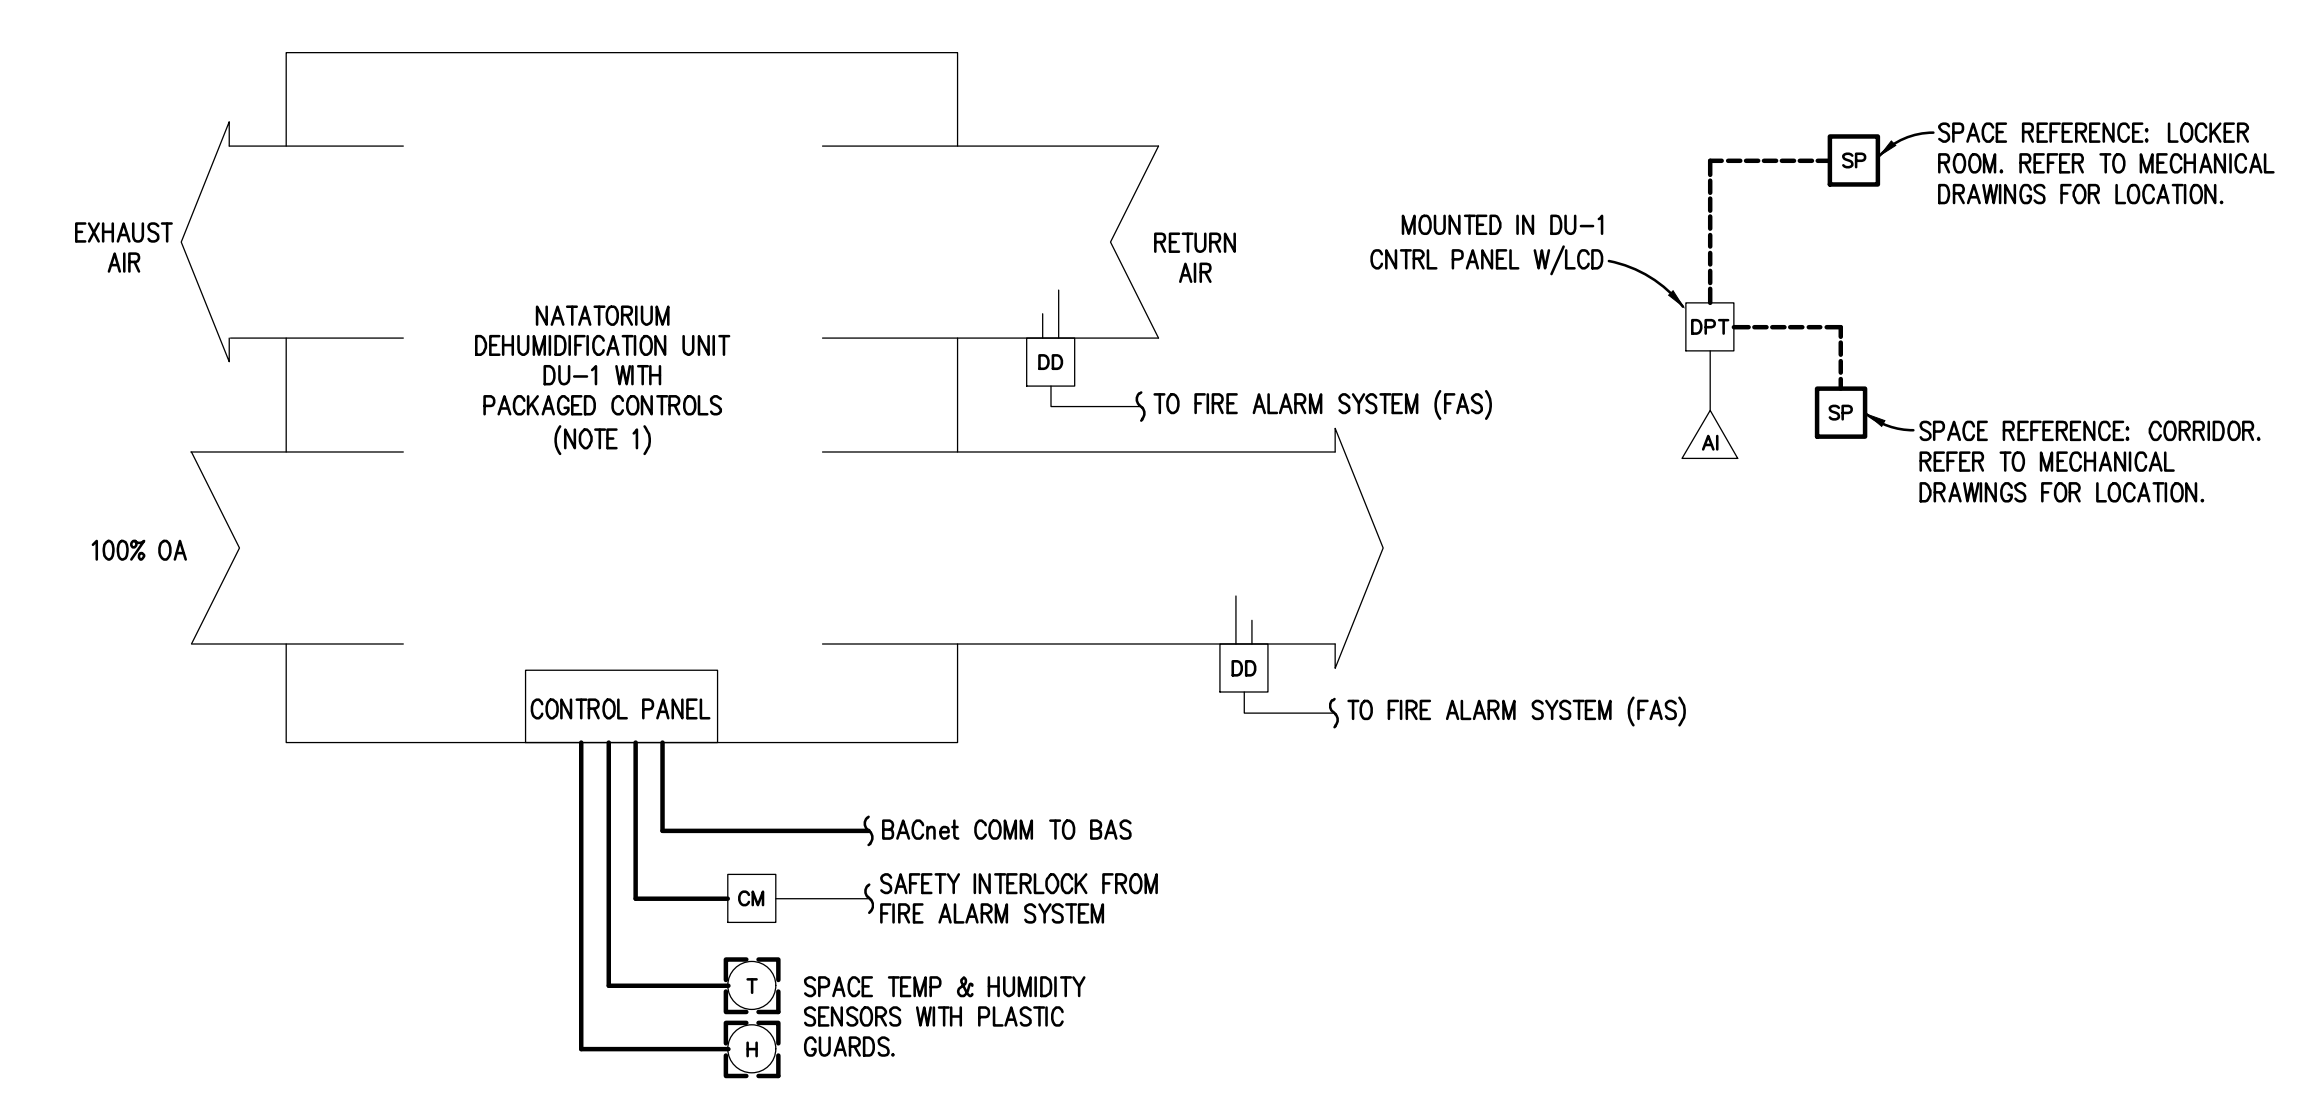 EXHAUST
AIR
NATATORIUM
DEHUMIDIFICATION UNIT
DU-1 WITH
PACKAGED CONTROLS
(NOTE 1)
RETURN
AIR
DD
TO FIRE ALARM SYSTEM (FAS)
100% OA
DD
TO FIRE ALARM SYSTEM (FAS)
CONTROL PANEL
BACnet COMM TO BAS
CM
SAFETY INTERLOCK FROM
FIRE ALARM SYSTEM
T
H
SPACE TEMP & HUMIDITY
SENSORS WITH PLASTIC
GUARDS.
MOUNTED IN DU-1
CNTRL PANEL W/LCD
DPT
AI
SP
SPACE REFERENCE: LOCKER
ROOM. REFER TO MECHANICAL
DRAWINGS FOR LOCATION.
SP
SPACE REFERENCE: CORRIDOR.
REFER TO MECHANICAL
DRAWINGS FOR LOCATION.